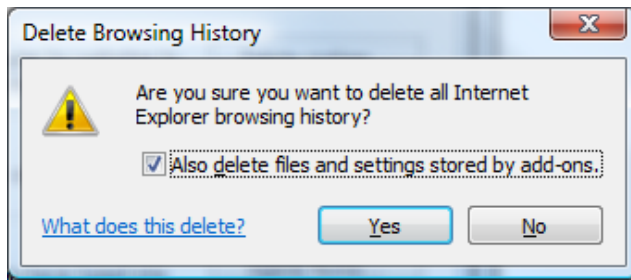 Delete Browsing History
Are you sure you want to delete all Internet
Explorer browsing history?
Also delete files and settings stored by add-ons.
What does this delete?
Yes
No